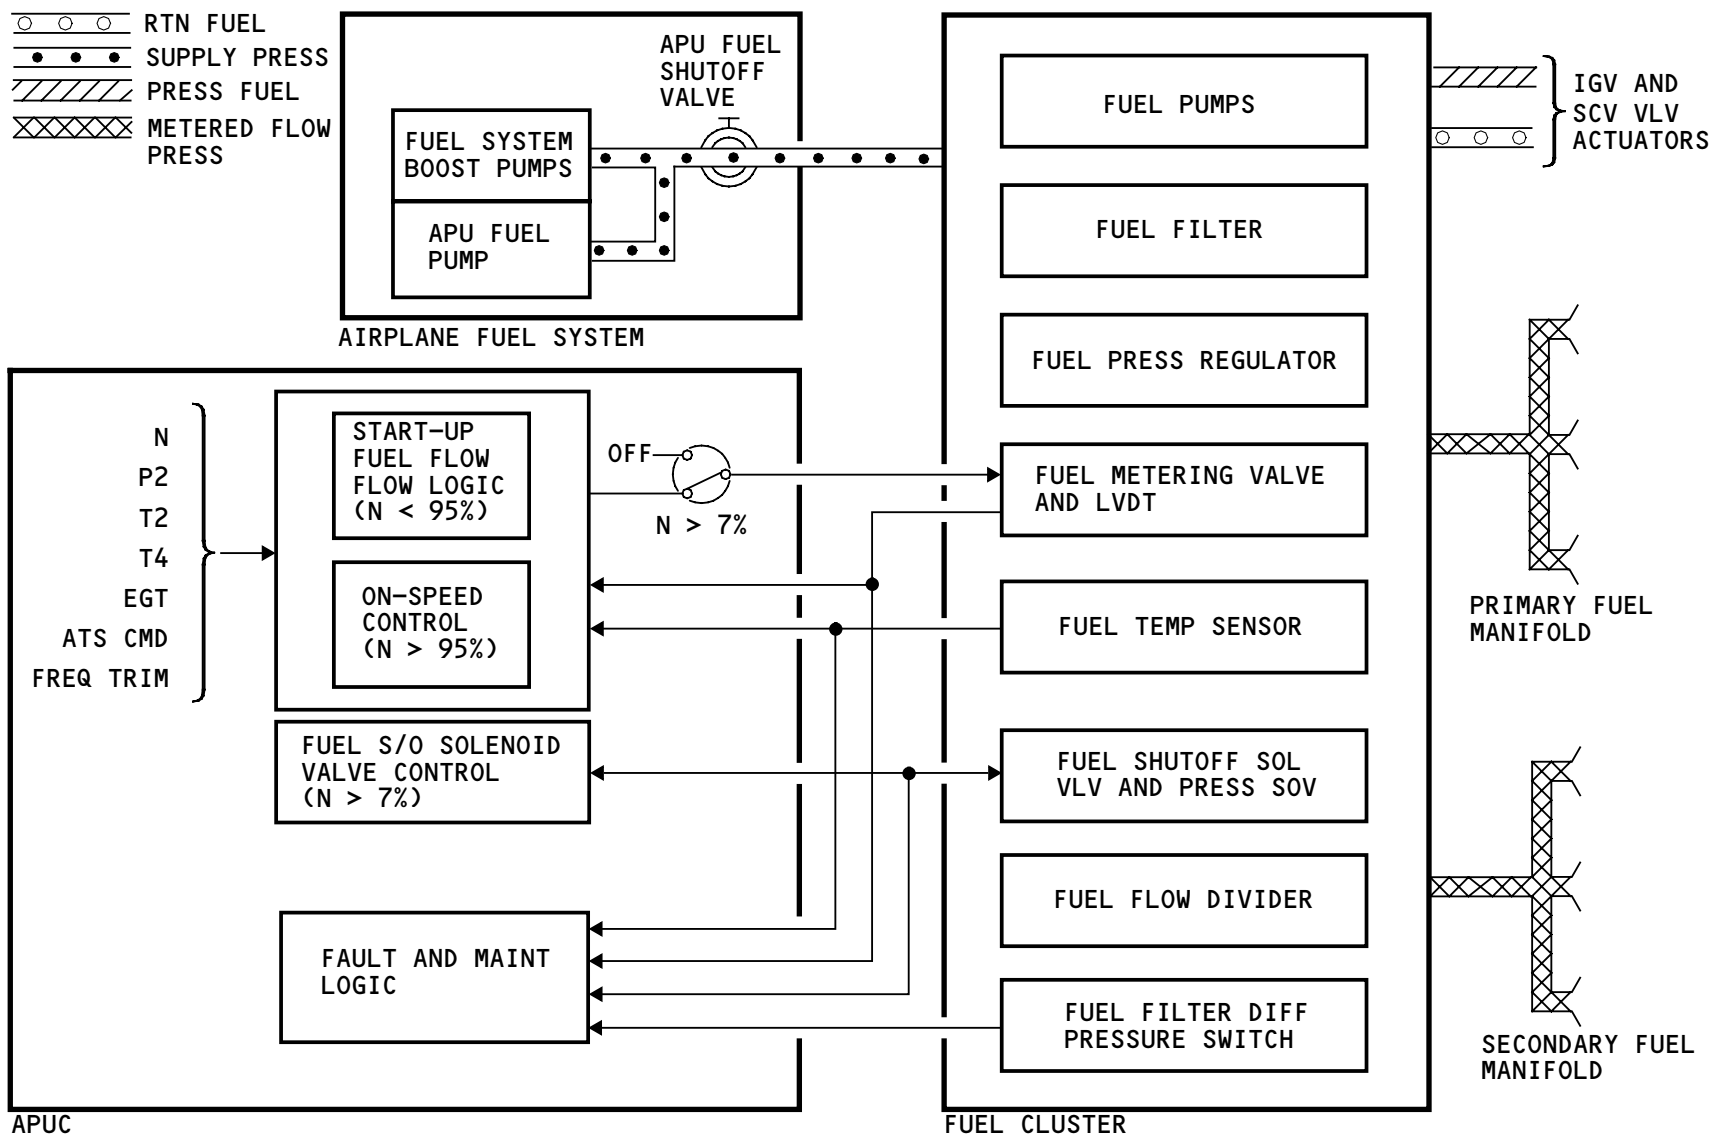 RTN FUEL
SUPPLY PRESS
PRESS FUEL
METERED FLOW
PRESS
APU FUEL
SHUTOFF
VALVE
FUEL SYSTEM
BOOST PUMPS
APU FUEL
PUMP
AIRPLANE FUEL SYSTEM
N
P2
T2
T4
EGT
ATS CMD
FREQ TRIM
START-UP
FUEL FLOW
FLOW LOGIC
(N < 95%)
ON-SPEED
CONTROL
(N > 95%)
OFF
N > 7%
FUEL S/O SOLENOID
VALVE CONTROL
(N > 7%)
FAULT AND MAINT
LOGIC
APUC
FUEL PUMPS
FUEL FILTER
FUEL PRESS REGULATOR
FUEL METERING VALVE
AND LVDT
FUEL TEMP SENSOR
FUEL SHUTOFF SOL
VLV AND PRESS SOV
FUEL FLOW DIVIDER
FUEL FILTER DIFF
PRESSURE SWITCH
FUEL CLUSTER
IGV AND
SCV VLV
ACTUATORS
PRIMARY FUEL
MANIFOLD
SECONDARY FUEL
MANIFOLD